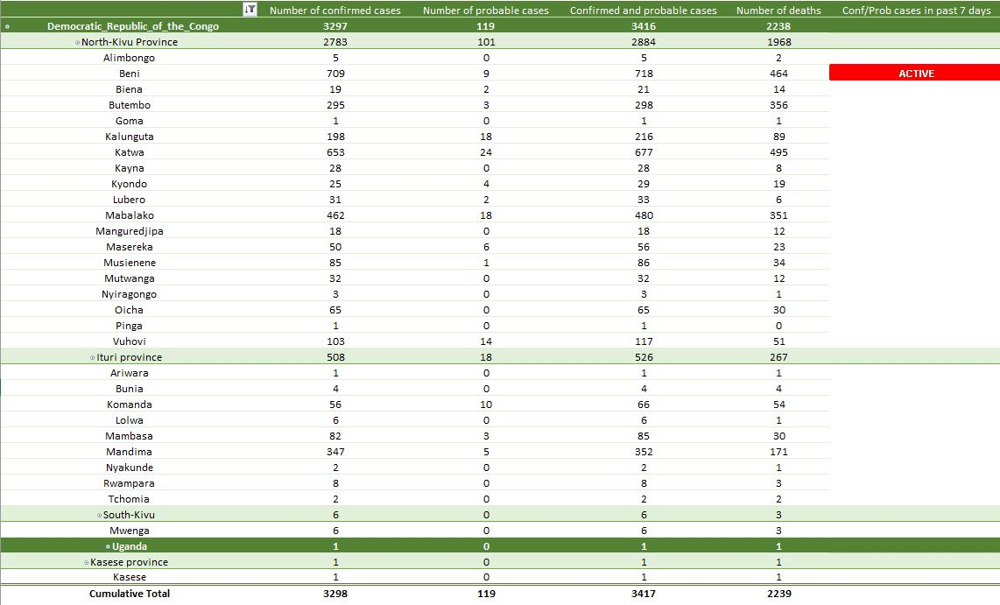 Number of confirmed cases Number of probable cases Confirmed and probable cases Number of deaths Conf/Prob cases in past 7 days
Democratic_Republic_of_the_Congo 3297 119 3416 2238
North-Kivu Province 2783 101 2884 1968
Alimbongo 5 0 5 2
Beni 709 9 718 464 ACTIVE
Biena 19 2 21 14
Butembo 295 3 298 356
Goma 1 0 1 1
Kalunguta 198 18 216 89
Katwa 653 24 677 495
Kayna 28 0 28 8
Kyondo 25 4 29 19
Lubero 31 2 33 6
Mabalako 462 18 480 351
Manguredjipa 18 0 18 12
Masereka 50 6 56 23
Musienene 85 1 86 34
Mutwanga 32 0 32 12
Nyiragongo 3 0 3 1
Oicha 65 0 65 30
Pinga 1 0 1 0
Vuhovi 103 14 117 51
Ituri province 508 18 526 267
Ariwara 1 0 1 1
Bunia 4 0 4 4
Komanda 56 10 66 54
Lolwa 6 0 6 1
Mambasa 82 3 85 30
Mandima 347 5 352 171
Nyakunde 2 0 2 1
Rwampara 8 0 8 3
Tchomia 2 0 2 2
South-Kivu 6 0 6 3
Mwenga 6 0 6 3
Uganda 1 0 1 1
Kasese province 1 0 1 1
Kasese 1 0 1 1
Cumulative Total 3298 119 3417 2239